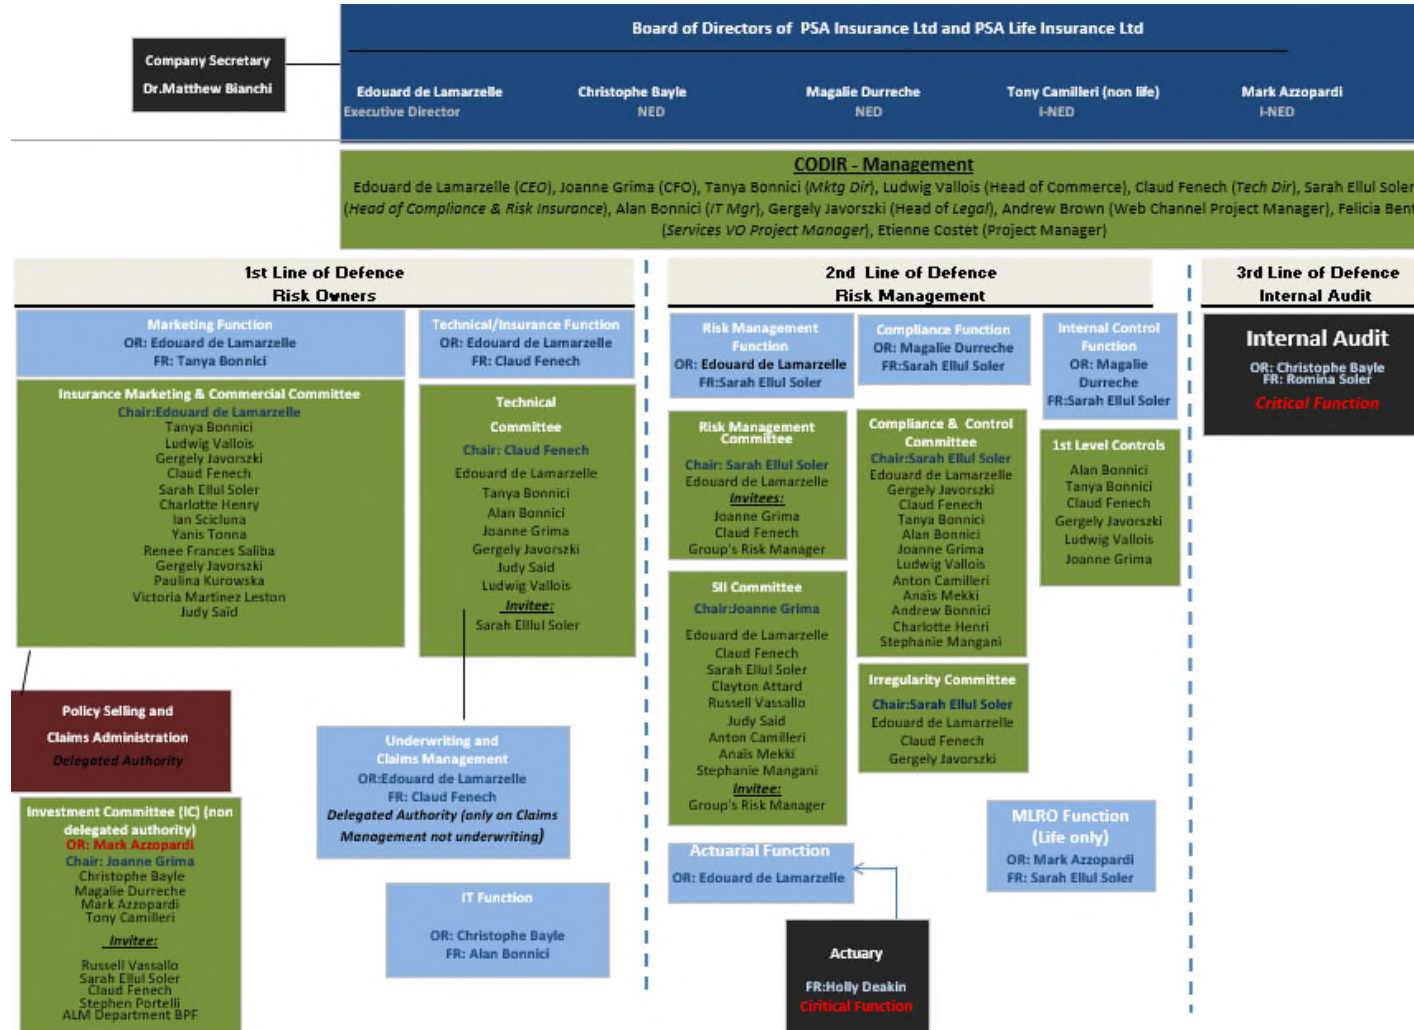 Board of Directors of PSA Insurance Ltd and PSA Life Insurance Ltd
Company Secretary
Dr.Matthew Bianchi
Edouard de Lamarzelle
Executive Director
Christophe Bayle
NED
Magalie Durreche
NED
Tony Camilleri (non life)
I-NED
Mark Azzopardi
I-NED
CODIR - Management
Edouard de Lamarzelle (CEO), Joanne Grima (CFO), Tanya Bonnici (Mktg Dir), Ludwig Vallois (Head of Commerce), Claud Fenech (Tech Dir), Sarah Ellul Soler
(Head of Compliance & Risk Insurance), Alan Bonnici (IT Mgr), Gergely Javorszki (Head of Legal), Andrew Brown (Web Channel Project Manager), Felicia Bent
(Services VO Project Manager), Etienne Costet (Project Manager)
1st Line of Defence
Risk Owners
Marketing Function
OR: Edouard de Lamarzelle
FR: Tanya Bonnici
Insurance Marketing & Commercial Committee
Chair:Edouard de Lamarzelle
Tanya Bonnici
Ludwig Vallois
Gergely Javorszki
Claud Fenech
Sarah Ellul Soler
Charlotte Henry
Ian Scicluna
Yanis Tonna
Renee Frances Saliba
Gergely Javorszki
Paulina Kurowska
Victoria Martinez Leston
Judy Saïd
Policy Selling and
Claims Administration
Delegated Authority
Investment Committee (IC) (non
delegated authority)
OR: Mark Azzopardi
Chair: Joanne Grima
Christophe Bayle
Magalie Durreche
Mark Azzopardi
Tony Camilleri
Invitee:
Russell Vassallo
Sarah Ellul Soler
Claud Fenech
Stephen Portelli
ALM Department BPF
Technical/Insurance Function
OR: Edouard de Lamarzelle
FR: Claud Fenech
Technical
Committee
Chair: Claud Fenech
Edouard de Lamarzelle
Tanya Bonnici
Alan Bonnici
Joanne Grima
Gergely Javorszki
Judy Said
Ludwig Vallois
Invitee:
Sarah Elllul Soler
Underwriting and
Claims Management
OR:Edouard de Lamarzelle
FR: Claud Fenech
Delegated Authority (only on Claims
Management not underwriting)
IT Function
OR: Christophe Bayle
FR: Alan Bonnici
2nd Line of Defence
Risk Management
Risk Management
Function
OR: Edouard de Lamarzelle
FR:Sarah Ellul Soler
Risk Management
Committee
Chair: Sarah Ellul Soler
Edouard de Lamarzelle
Invitees:
Joanne Grima
Claud Fenech
Group's Risk Manager
SII Committee
Chair:Joanne Grima
Edouard de Lamarzelle
Claud Fenech
Sarah Ellul Soler
Clayton Attard
Russell Vassallo
Judy Said
Anton Camilleri
Anaïs Mekki
Stephanie Mangani
Invitee:
Group's Risk Manager
Actuarial Function
OR: Edouard de Lamarzelle
Actuary
FR:Holly Deakin
Ciritical Function
Compliance Function
OR: Magalie Durreche
FR:Sarah Ellul Soler
Compliance & Control
Committee
Chair:Sarah Ellul Soler
Edouard de Lamarzelle
Gergely Javorszki
Claud Fenech
Tanya Bonnici
Alan Bonnici
Joanne Grima
Ludwig Vallois
Anton Camilleri
Anaïs Mekki
Andrew Bonnici
Charlotte Henri
Stephanie Mangani
Irregularity Committee
Chair:Sarah Ellul Soler
Edouard de Lamarzelle
Claud Fenech
Gergely Javorszki
Internal Control
Function
OR: Magalie
Durreche
FR:Sarah Ellul Soler
1st Level Controls
Alan Bonnici
Tanya Bonnici
Claud Fenech
Gergely Javorszki
Ludwig Vallois
Joanne Grima
MLRO Function
(Life only)
OR: Mark Azzopardi
FR: Sarah Ellul Soler
3rd Line of Defence
Internal Audit
Internal Audit
OR: Christophe Bayle
FR: Romina Soler
Critical Function